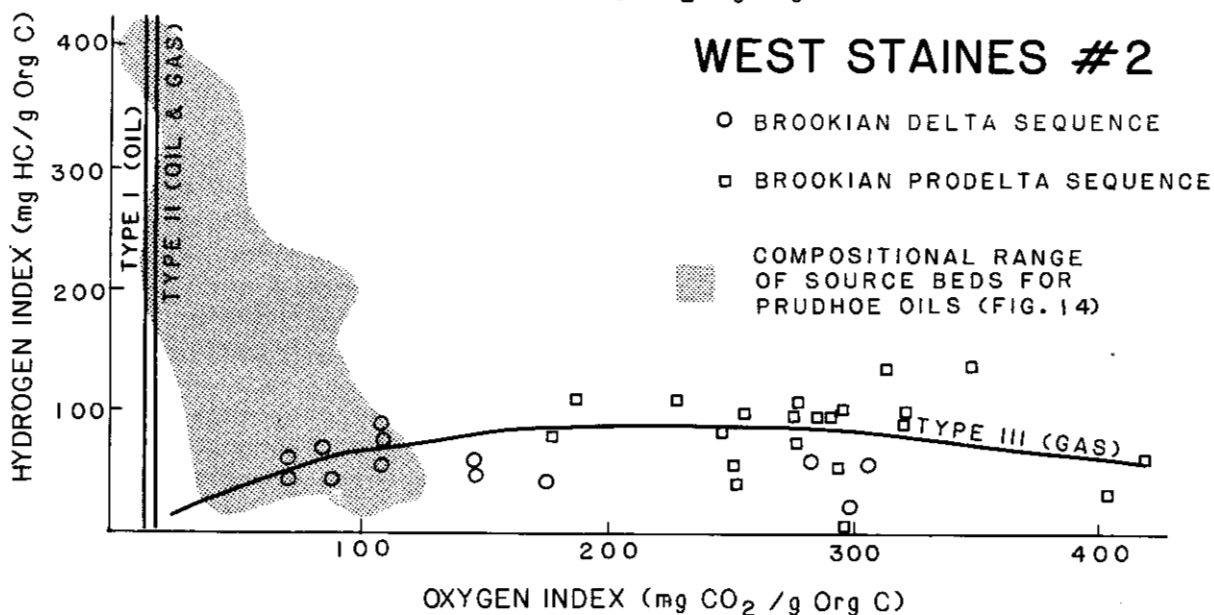 WEST STAINES #2
BROOKIAN DELTA SEQUENCE
BROOKIAN PRODELTA SEQUENCE
COMPOSITIONAL RANGE
OF SOURCE BEDS FOR
PRUDHOE OILS (FIG. 14)
HYDROGEN INDEX (mg HC/g Org C)
400
300
200
100
TYPE I (OIL)
TYPE II (OIL & GAS)
TYPE III (GAS)
100
200
300
400
OXYGEN INDEX (mg CO₂ /g Org C)